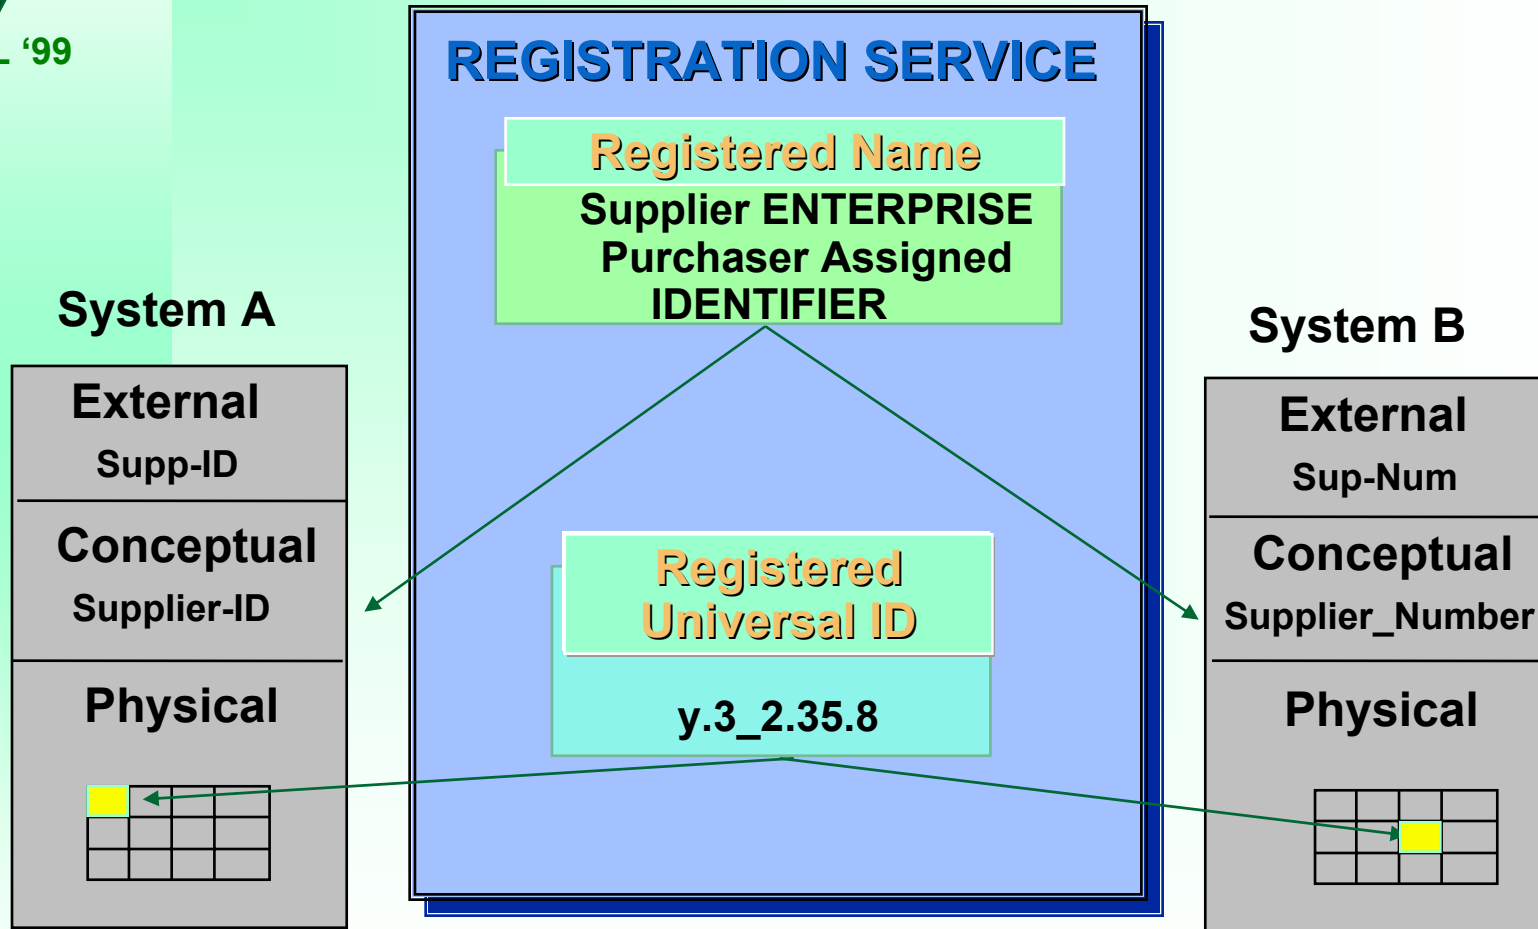 ‘99
REGISTRATION SERVICE
Registered Name
Supplier ENTERPRISE
Purchaser Assigned
IDENTIFIER
System A
External
Supp-ID
Conceptual
Supplier-ID
Physical
Registered
Universal ID
y.3_2.35.8
System B
External
Sup-Num
Conceptual
Supplier_Number
Physical